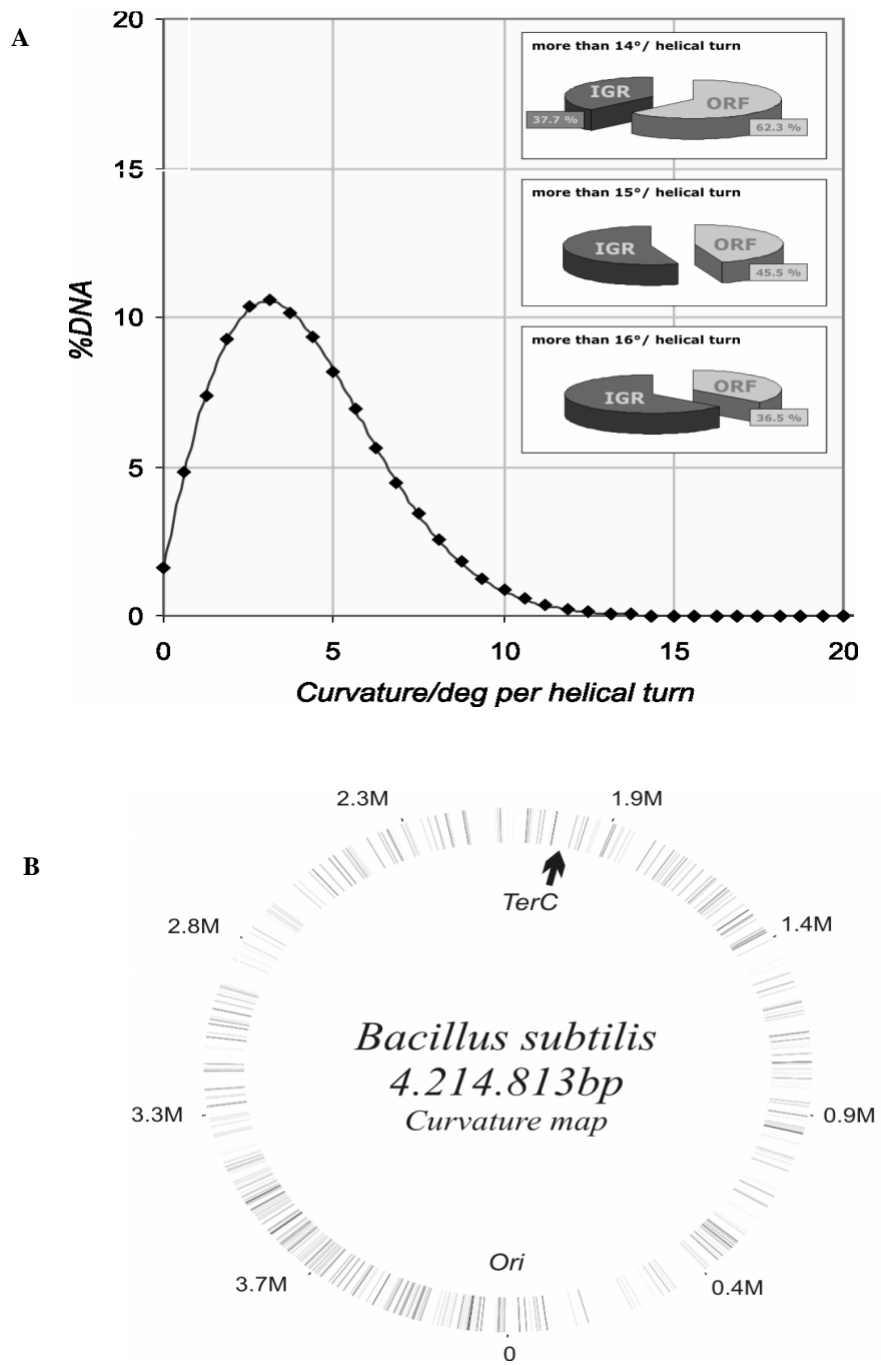 A
20
15
10
5
0
%DNA
0 5 10 15 20
Curvature/deg per helical turn
more than 14°/ helical turn
IGR
ORF
37.7 %
62.3 %
more than 15°/ helical turn
IGR
ORF
45.5 %
more than 16°/ helical turn
IGR
ORF
36.5 %
B
2.3M
1.9M
TerC
2.8M
1.4M
Bacillus subtilis
4.214.813bp
Curvature map
3.3M
0.9M
Ori
3.7M
0.4M
0